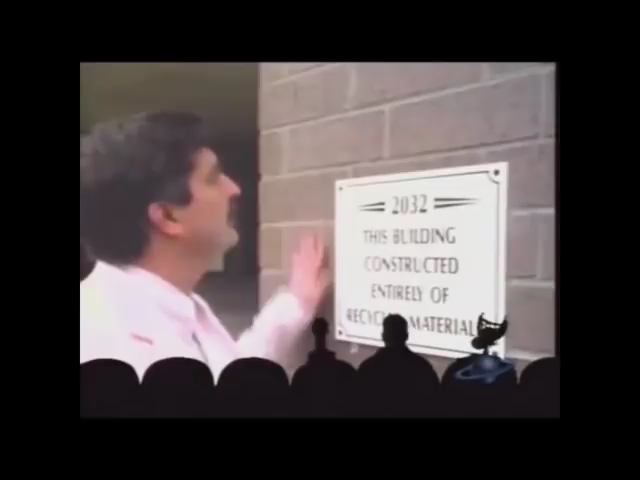 2032
THIS BUILDING
CONSTRUCTED
ENTIRELY OF
MATERIAL